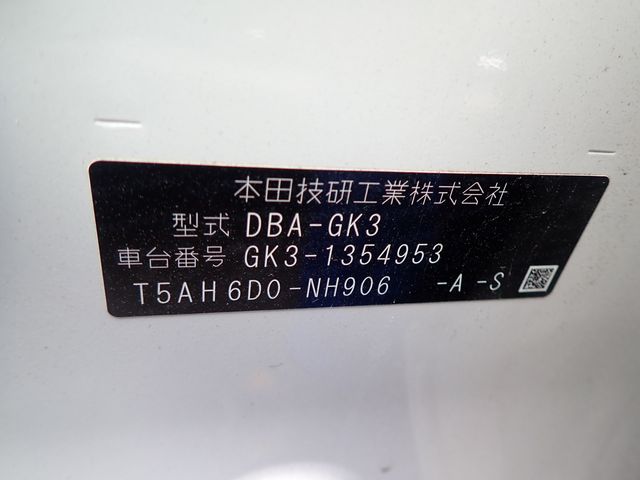 本田技研工業株式会社
型式 DBA-GK3
車台番号 GK3-1354953
T5AH6D0-NH906 -A -S